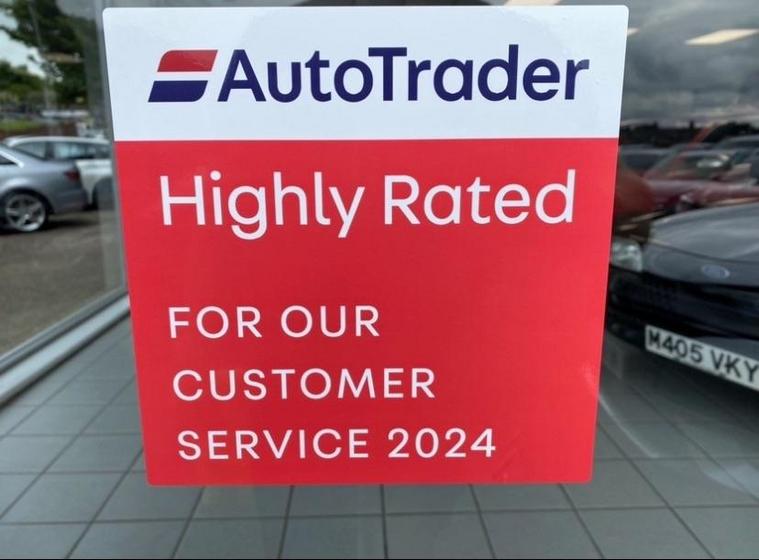 AutoTrader
Highly Rated
FOR OUR
CUSTOMER
SERVICE 2024
M405 VKY